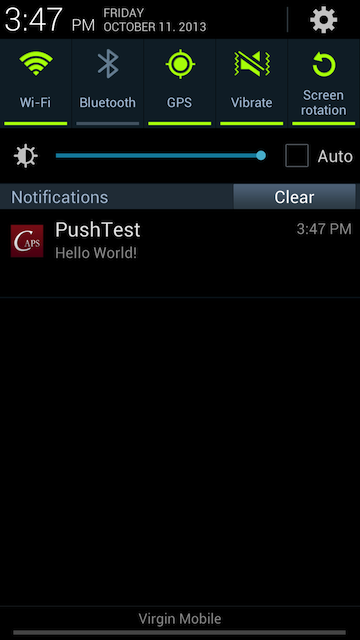 3:47 PM FRIDAY
OCTOBER 11, 2013
Wi-Fi Bluetooth GPS Vibrate Screen rotation
Auto
Notifications Clear
CAPS PushTest 3:47 PM
Hello World!
Virgin Mobile